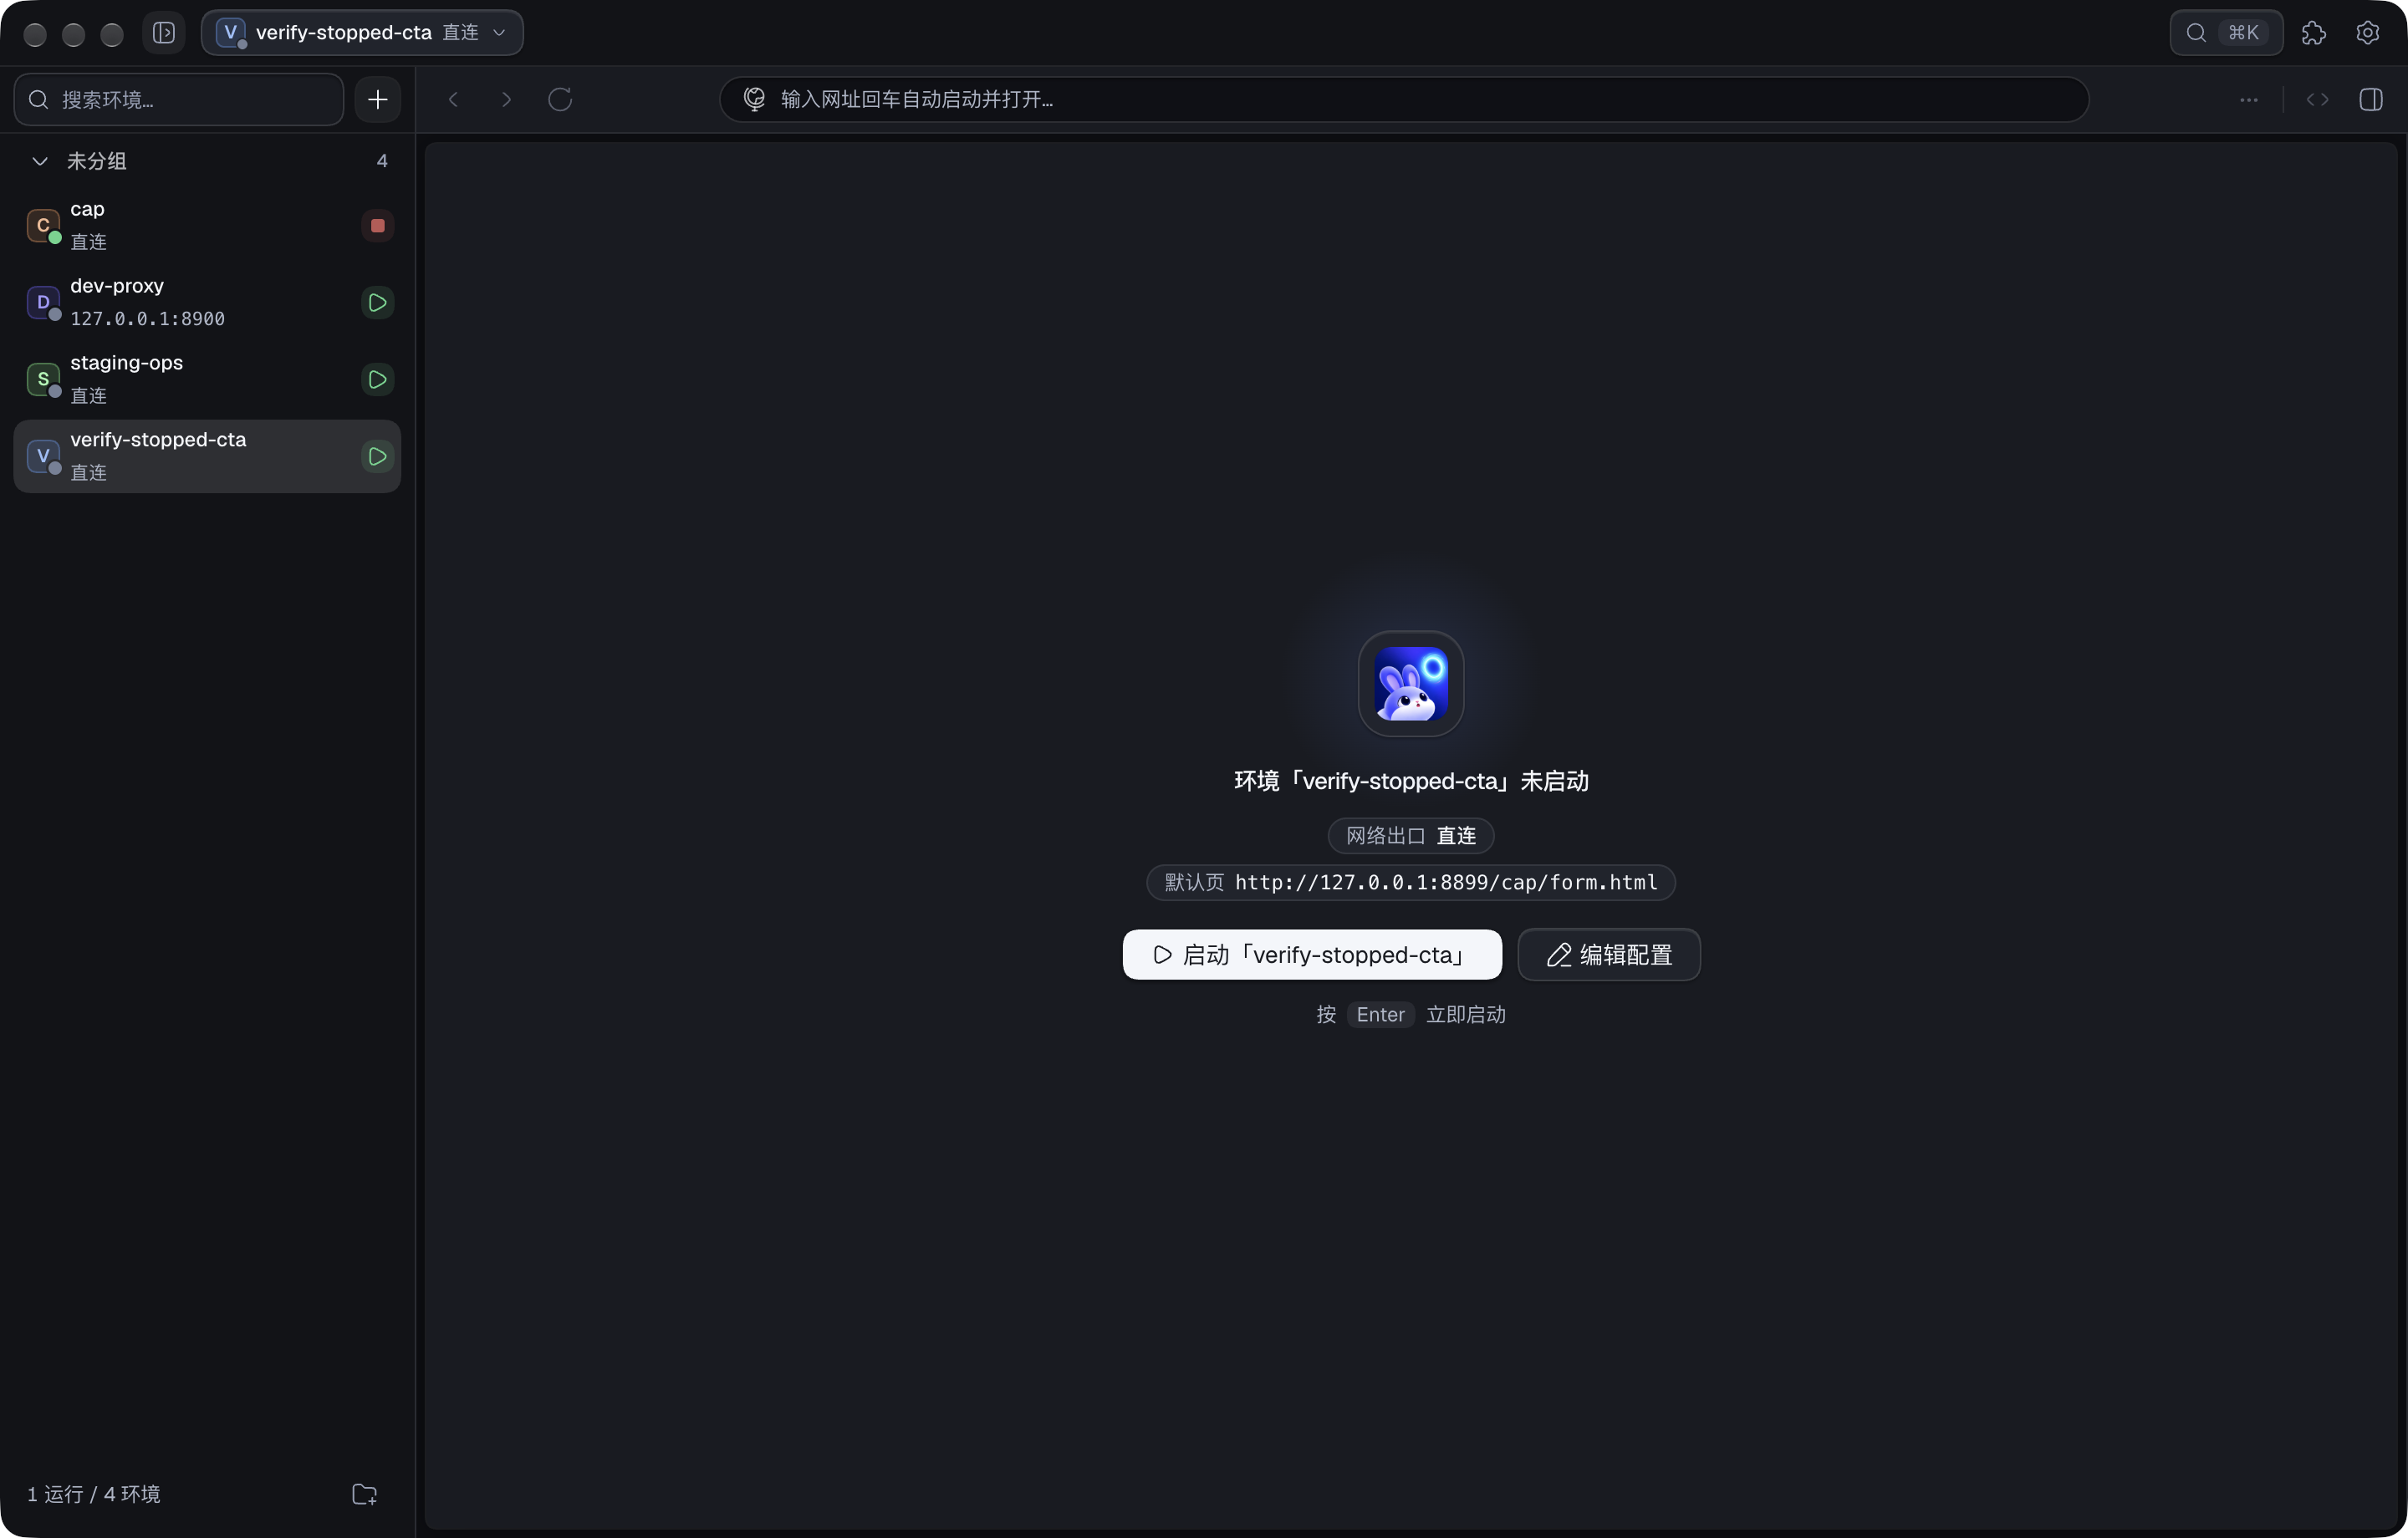 V verify-stopped-cta 直连
⌘K
搜索环境...
输入网址回车自动启动并打开...
未分组 4
C cap
直连
D dev-proxy
127.0.0.1:8900
S staging-ops
直连
V verify-stopped-cta
直连
环境「verify-stopped-cta」未启动
网络出口 直连
默认页 http://127.0.0.1:8899/cap/form.html
启动「verify-stopped-cta」
编辑配置
按 Enter 立即启动
1 运行 / 4 环境